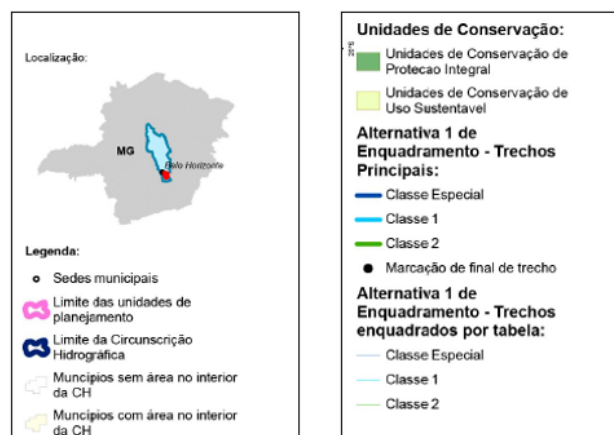 Localização:
MG
Belo Horizonte
Legenda:
Sedes municipais
Limite das unidades de
planejamento
Limite da Circunscrição
Hidrográfica
Muncípios sem área no interior
da CH
Muncípios com área no interior
da CH
Unidades de Conservação:
20°S
Unidades de Conservação de
Protecao Integral
Unidades de Conservação de
Uso Sustentavel
Alternativa 1 de
Enquadramento - Trechos
Principais:
Classe Especial
Classe 1
Classe 2
Marcação de final de trecho
Alternativa 1 de
Enquadramento - Trechos
enquadrados por tabela:
Classe Especial
Classe 1
Classe 2